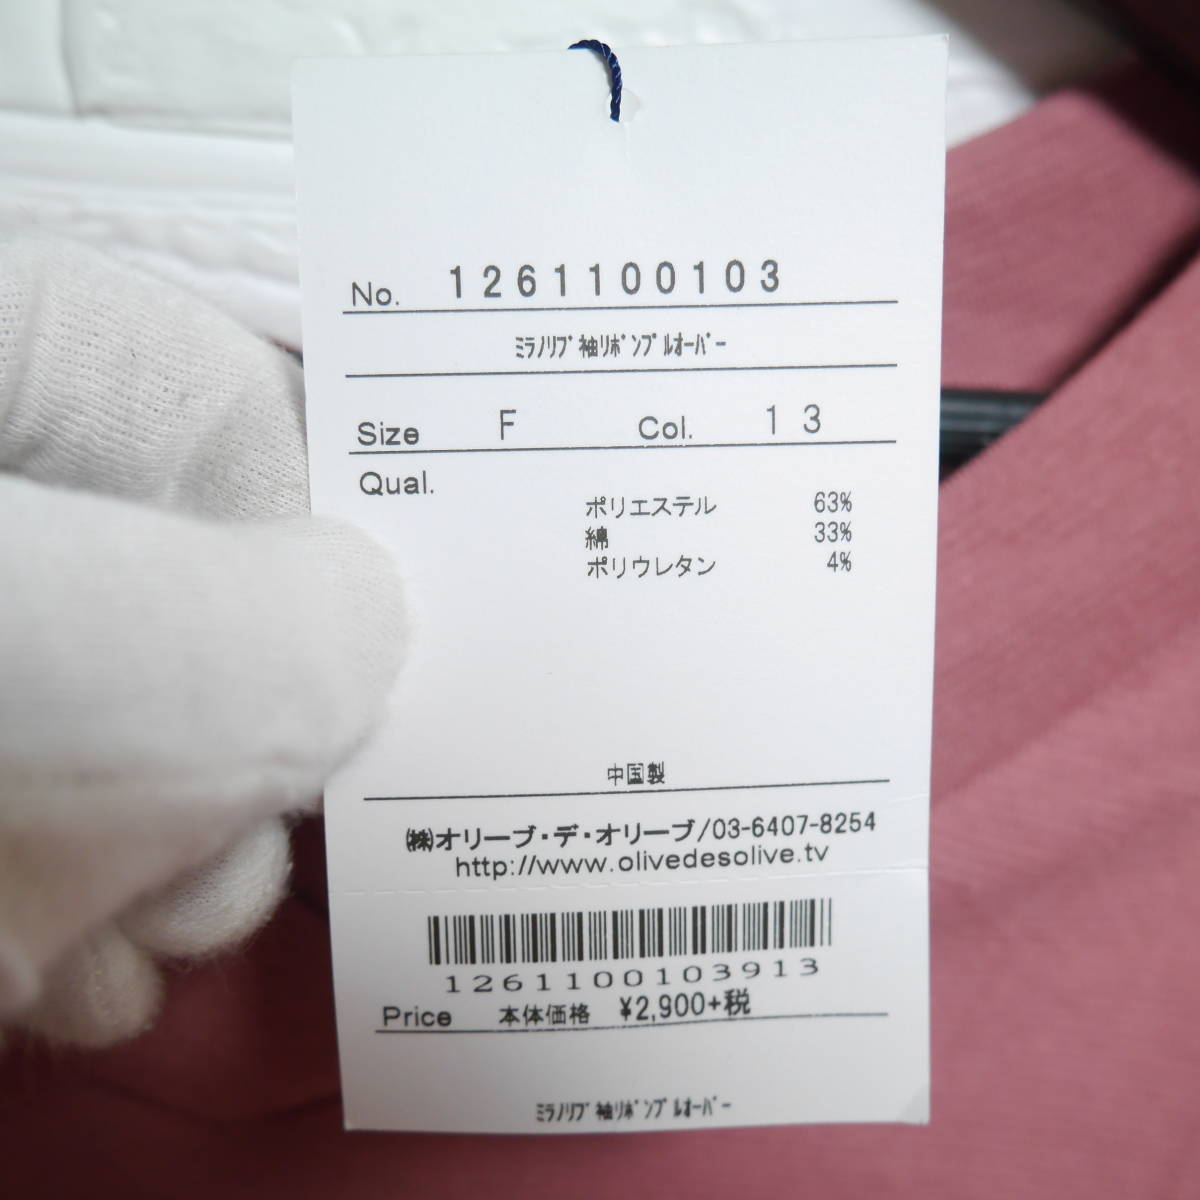 No. 1261100103
ﾐﾗﾉﾘﾌﾞ袖ﾘﾎﾞﾝﾌﾟﾙｵｰﾊﾞｰ
Size F Col. 13
Qual.
ポリエステル 63%
綿 33%
ポリウレタン 4%
中国製
㈱オリーブ・デ・オリーブ/03-6407-8254
http://www.olivedesolive.tv
1261100103913
Price 本体価格 ¥2,900+税
ﾐﾗﾉﾘﾌﾞ袖ﾘﾎﾞﾝﾌﾟﾙｵｰﾊﾞｰ